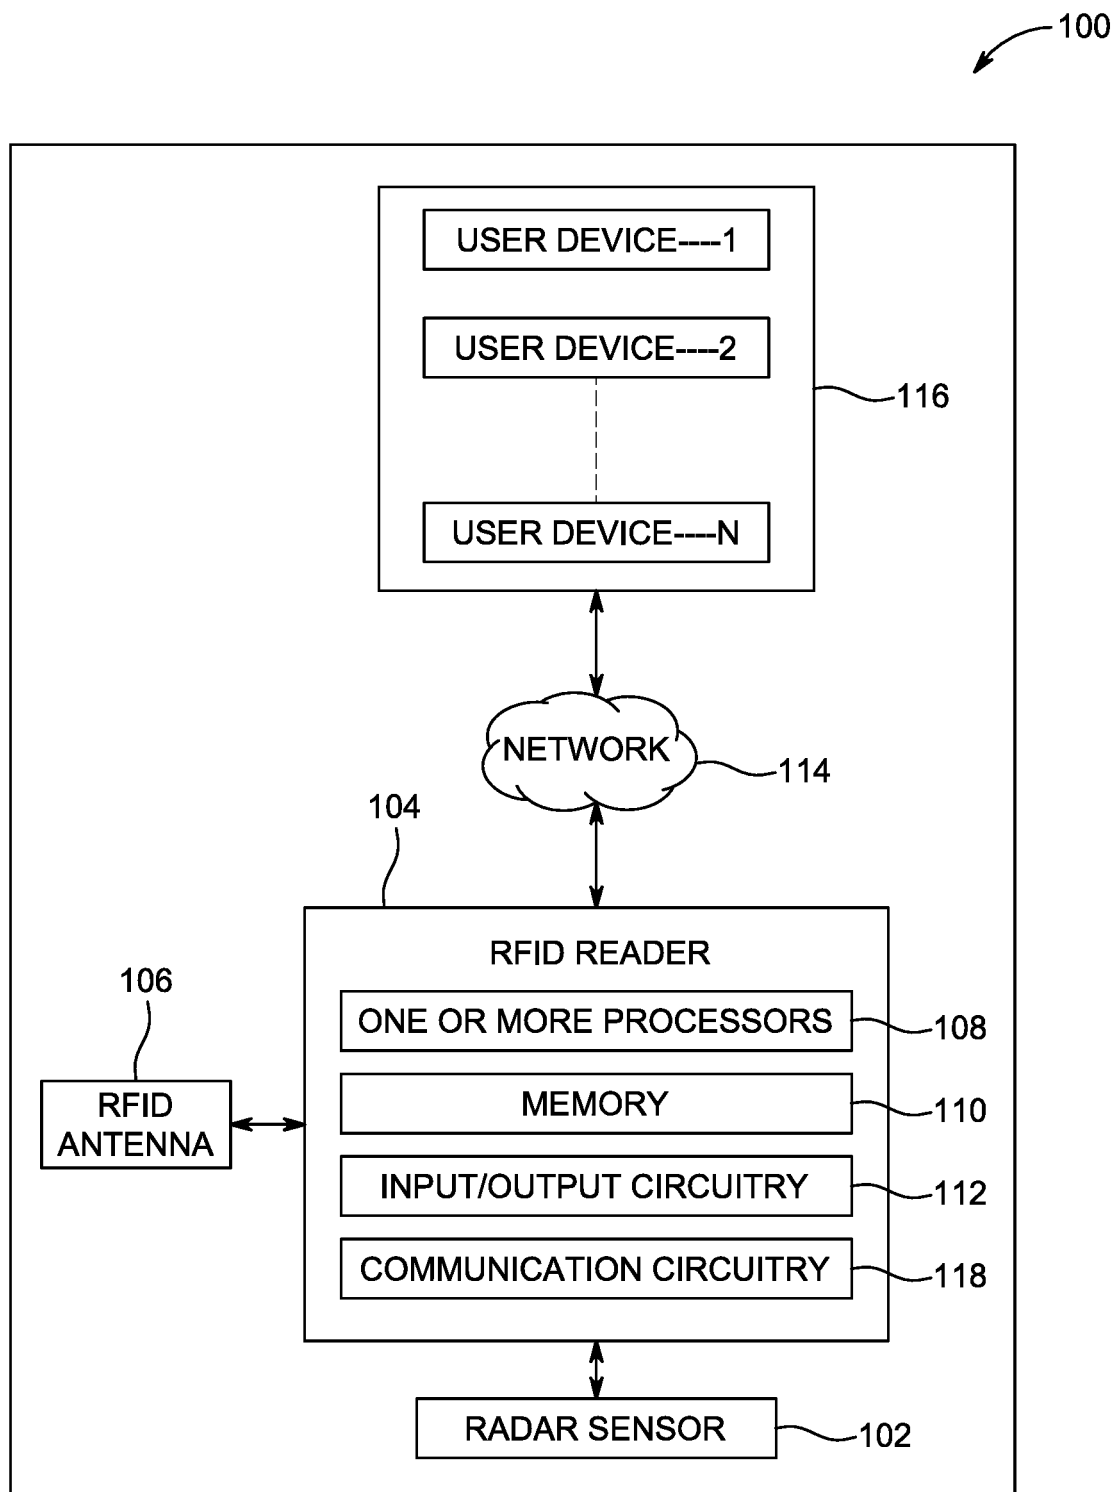 100
USER DEVICE----1
USER DEVICE----2
116
USER DEVICE----N
NETWORK
114
104
RFID READER
106
ONE OR MORE PROCESSORS
108
RFID
ANTENNA
MEMORY
110
INPUT/OUTPUT CIRCUITRY
112
COMMUNICATION CIRCUITRY
118
RADAR SENSOR
102